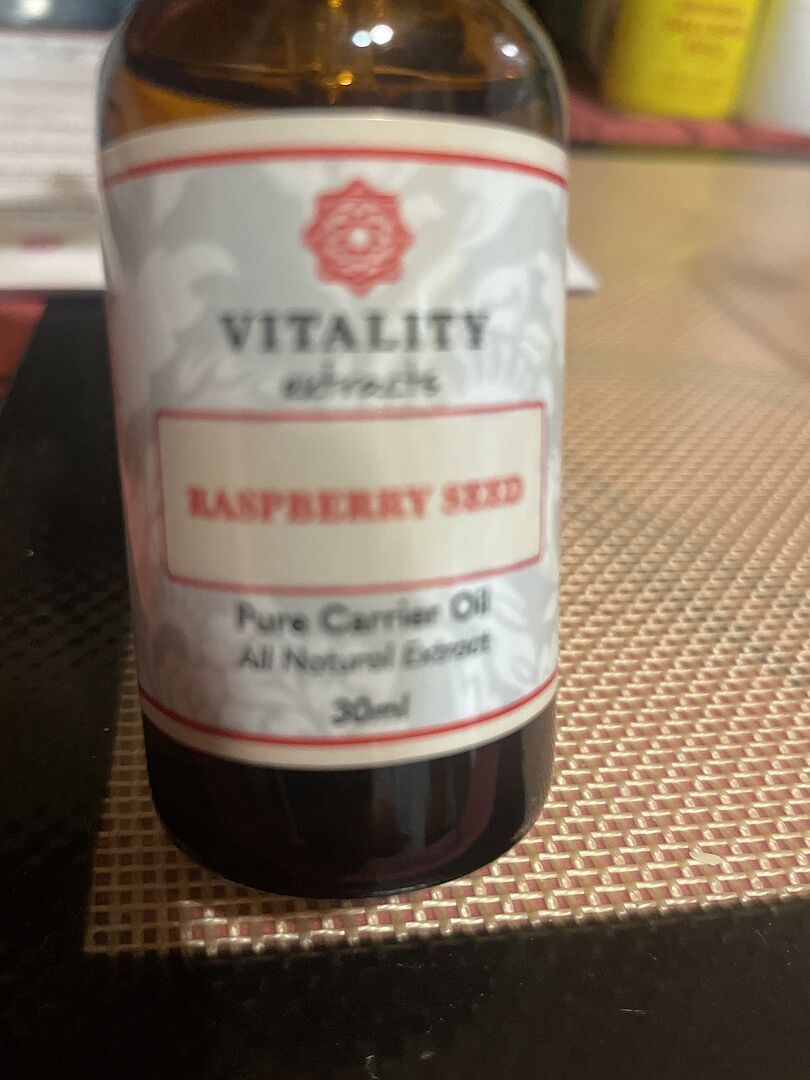 VITALITY
extracts
RASPBERRY SEED
Pure Carrier Oil
All Natural Extract
30ml